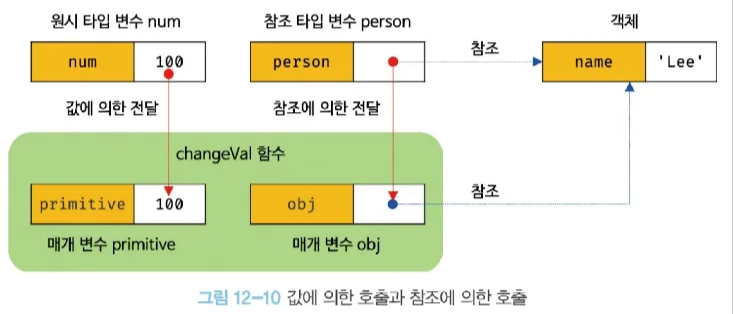 원시 타입 변수 num
참조 타입 변수 person
객체
num 100
person
참조
name 'Lee'
값에 의한 전달
참조에 의한 전달
changeVal 함수
primitive 100
obj
참조
매개 변수 primitive
매개 변수 obj
그림 12-10 값에 의한 호출과 참조에 의한 호출